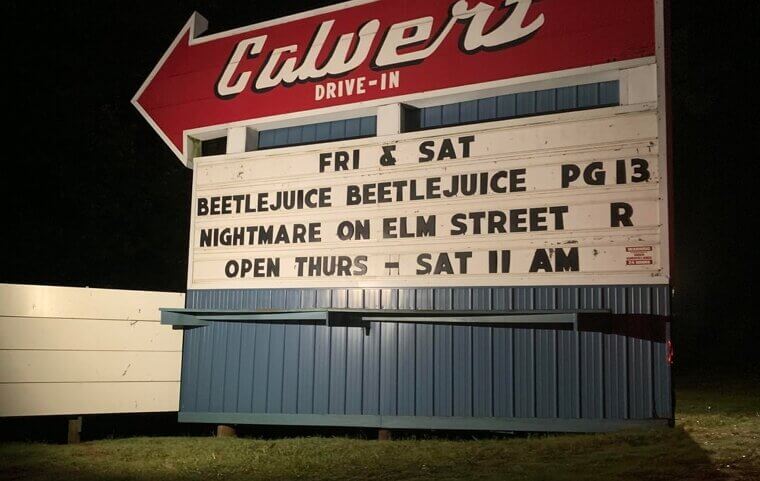 Calvert
DRIVE-IN
FRI & SAT
BEETLEJUICE BEETLEJUICE PG13
NIGHTMARE ON ELM STREET R
OPEN THURS - SAT 11 AM